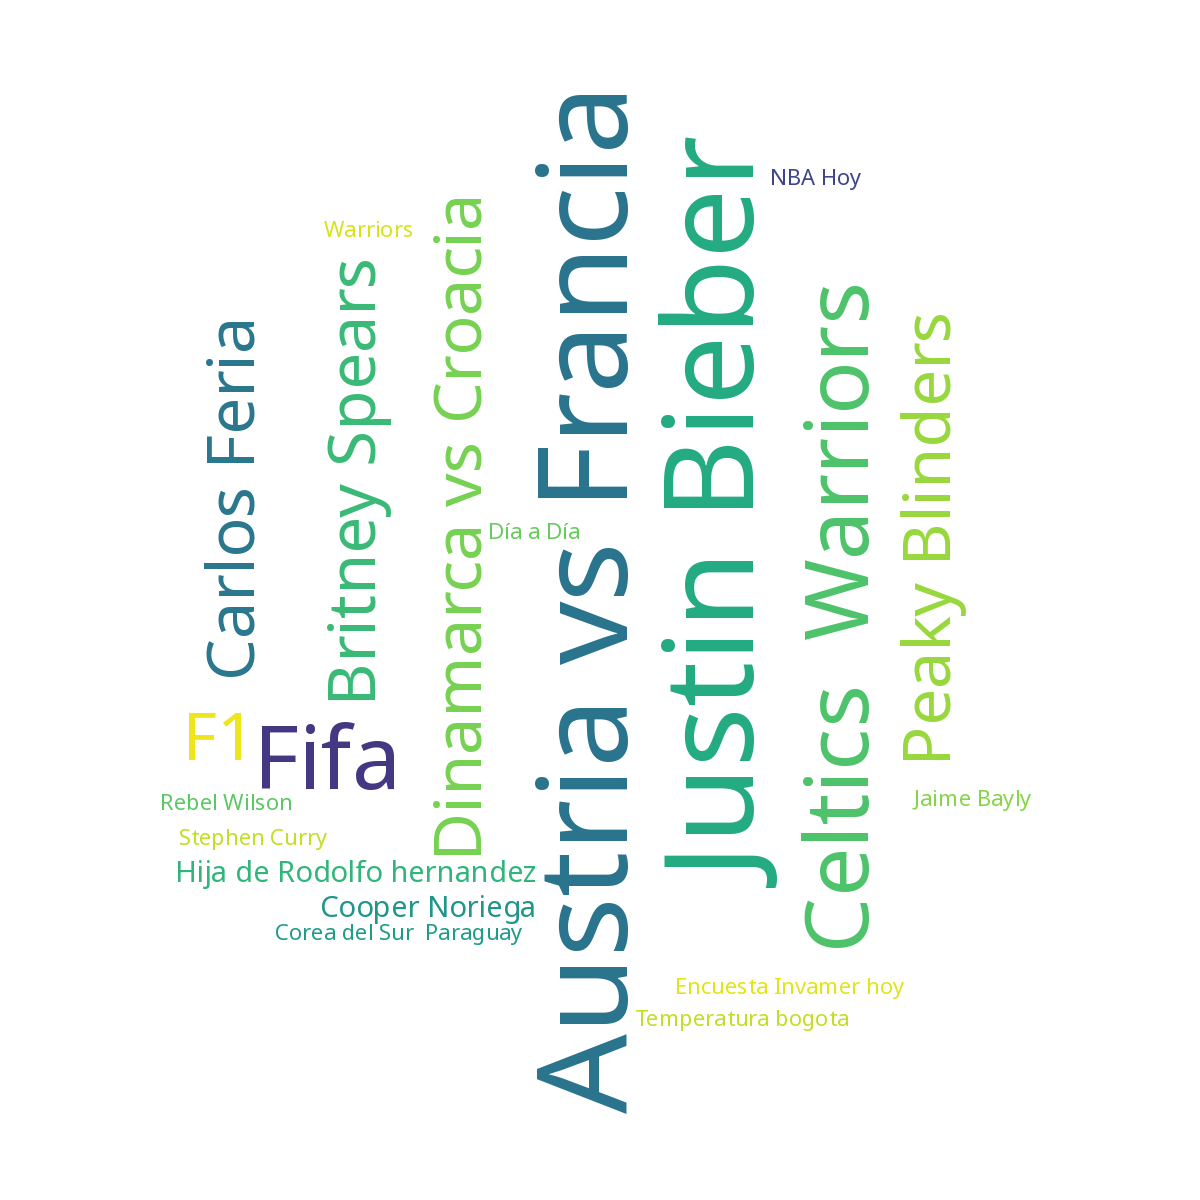 Carlos Feria
Warriors
Britney Spears
Dinamarca vs Croacia
Austria vs Francia
Justin Bieber
NBA Hoy
Celtics  Warriors
Peaky Blinders
Día a Día
F1
Fifa
Rebel Wilson
Stephen Curry
Hija de Rodolfo hernandez
Cooper Noriega
Corea del Sur  Paraguay
Jaime Bayly
Encuesta Invamer hoy
Temperatura bogota